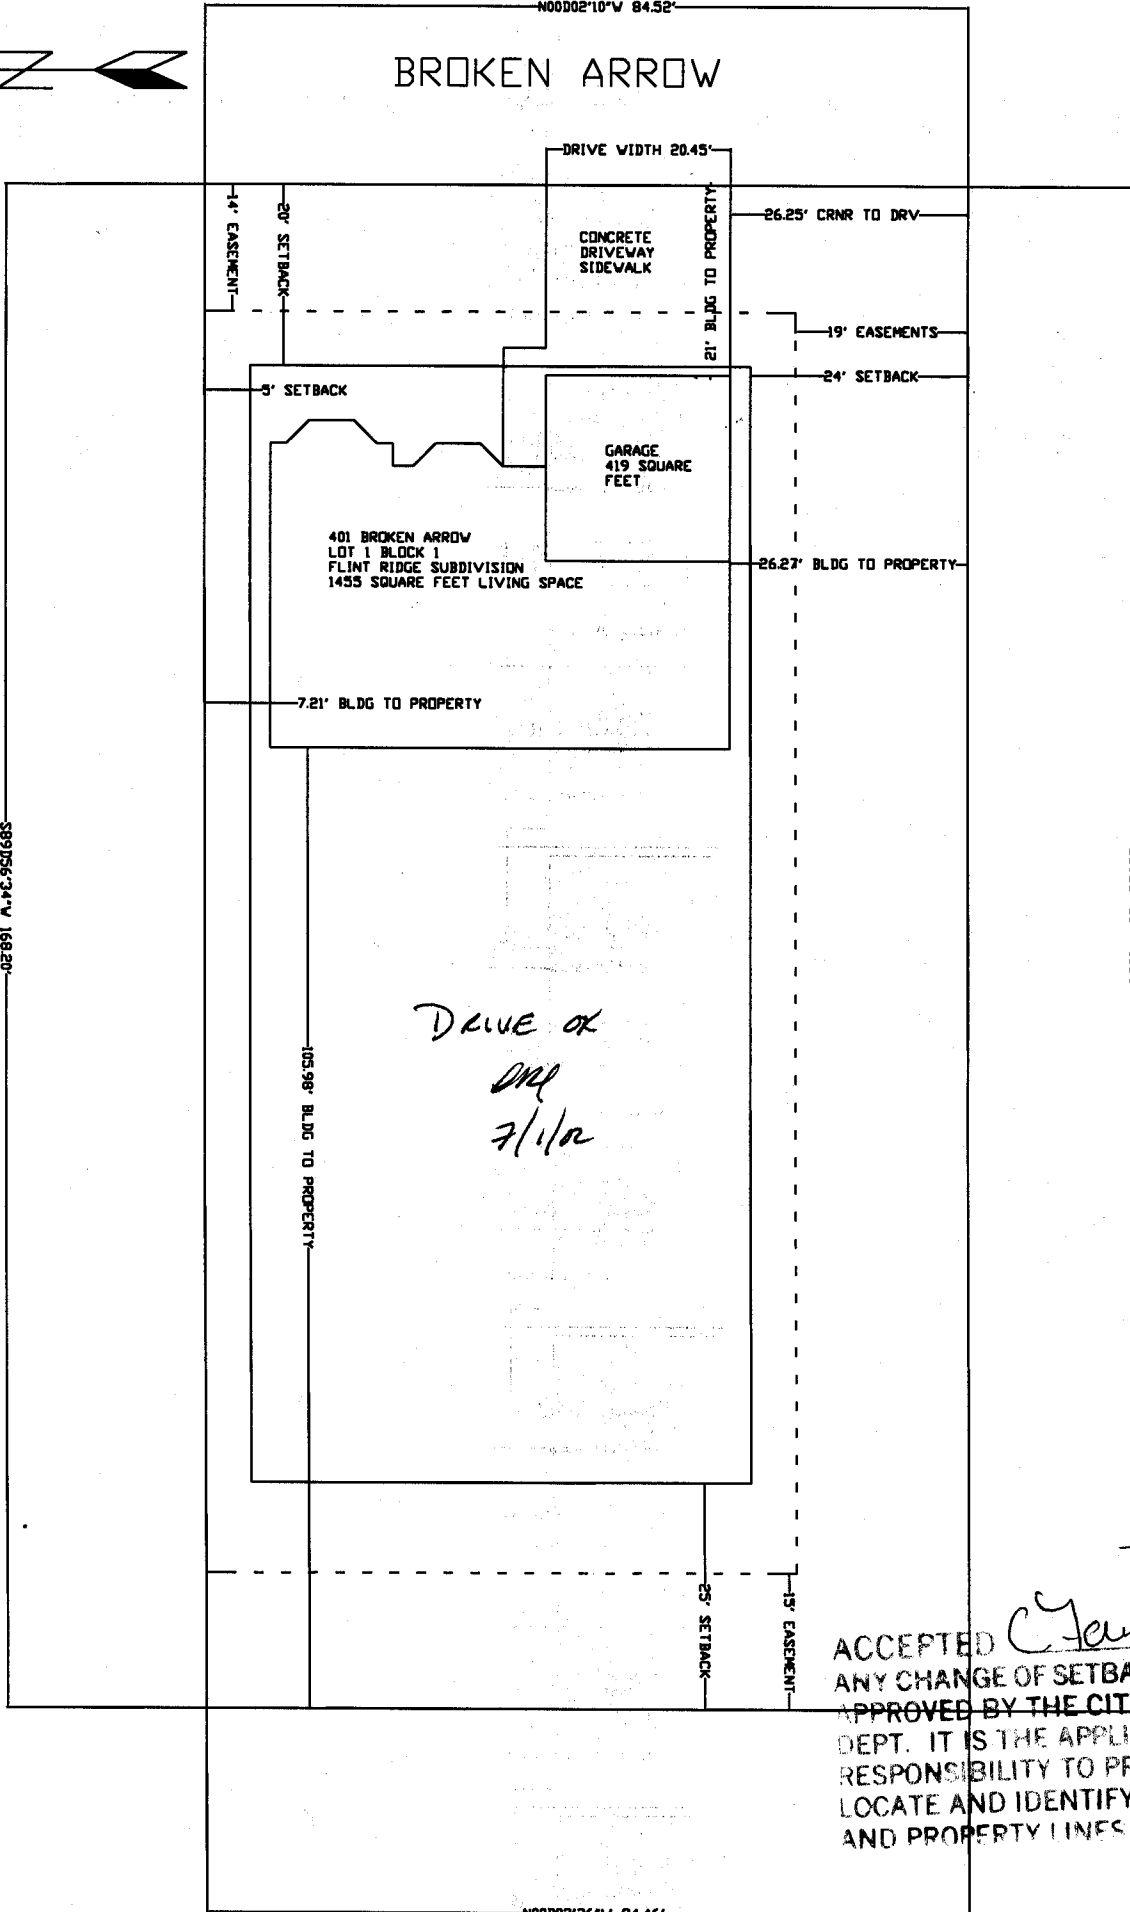 N00D02'10"W 84.52'
N
BROKEN ARROW
DRIVE WIDTH 20.45'
14' EASEMENT
20' SETBACK
CONCRETE
DRIVEWAY
SIDEWALK
21' BLDG TO PROPERTY
26.25' CRNR TO DRV
19' EASEMENTS
24' SETBACK
5' SETBACK
GARAGE
419 SQUARE
FEET
401 BROKEN ARROW
LOT 1 BLOCK 1
FLINT RIDGE SUBDIVISION
1455 SQUARE FEET LIVING SPACE
26.27' BLDG TO PROPERTY
7.21' BLDG TO PROPERTY
S89D56'34"W 168.20'
105.98' BLDG TO PROPERTY
DRIVE OK
7/1/02
25' SETBACK
15' EASEMENT
ACCEPTED
ANY CHANGE OF SETBA
APPROVED BY THE CIT
DEPT. IT IS THE APPLI
RESPONSIBILITY TO PR
LOCATE AND IDENTIFY
AND PROPERTY LINES